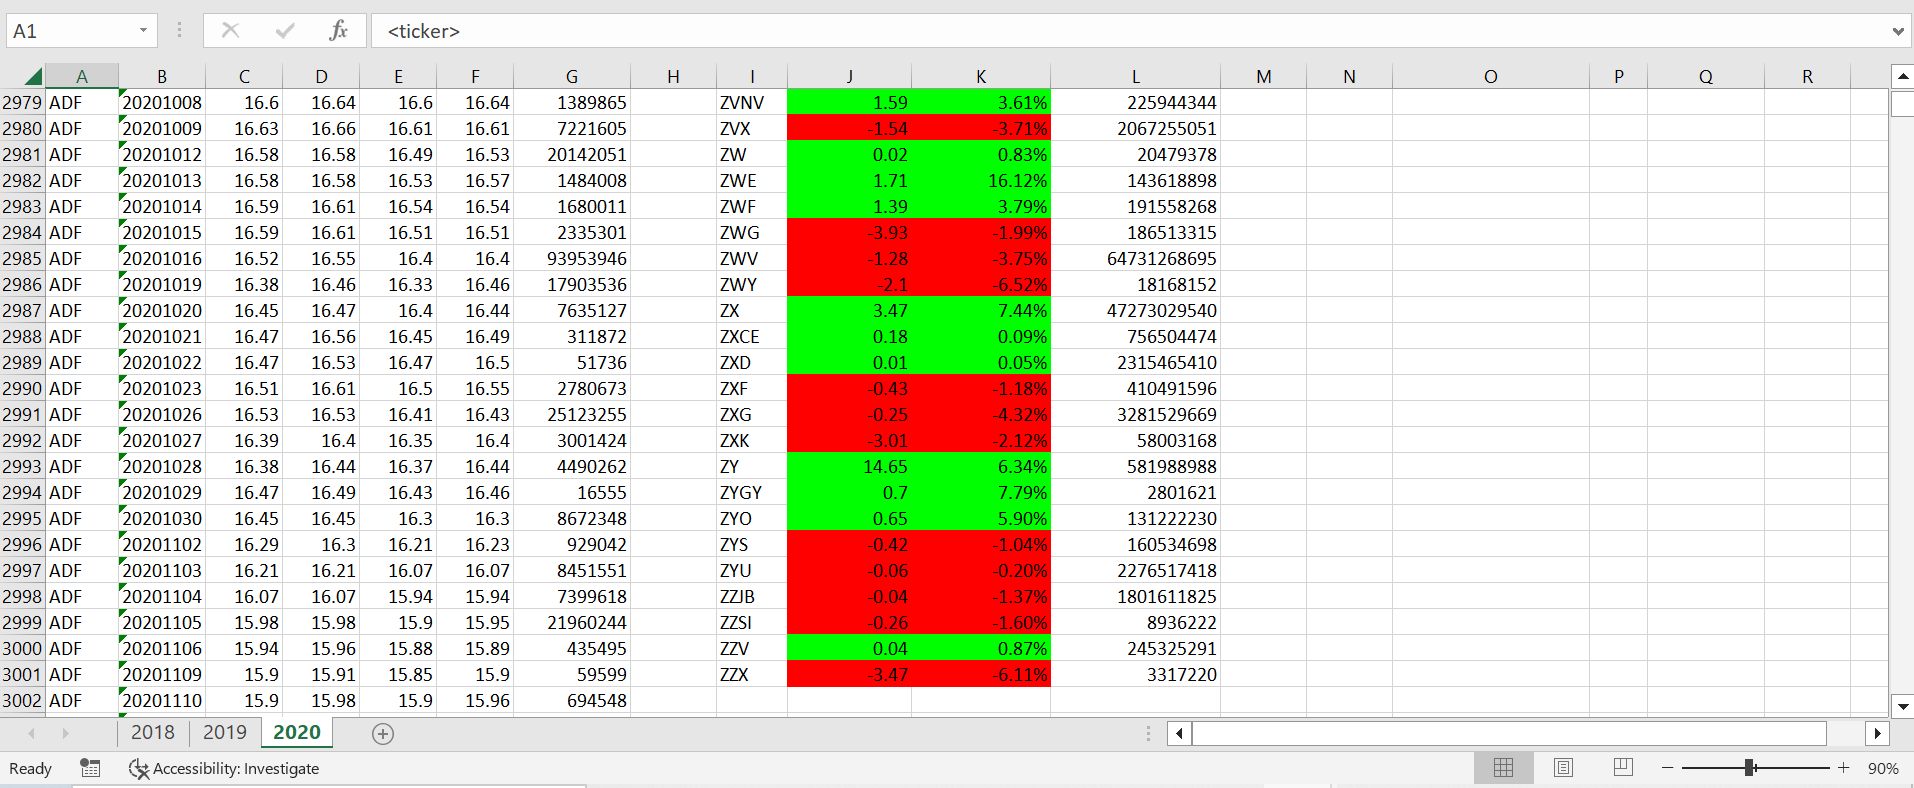 A1 fx <ticker>
A B C D E F G H I J K L M N O P Q R
2979 ADF 20201008 16.6 16.64 16.6 16.64 1389865 ZVNV 1.59 3.61% 225944344
2980 ADF 20201009 16.63 16.66 16.61 16.61 7221605 ZVX -1.54 -3.71% 2067255051
2981 ADF 20201012 16.58 16.58 16.49 16.53 20142051 ZW 0.02 0.83% 20479378
2982 ADF 20201013 16.58 16.58 16.53 16.57 1484008 ZWE 1.71 16.12% 143618898
2983 ADF 20201014 16.59 16.61 16.54 16.54 1680011 ZWF 1.39 3.79% 191558268
2984 ADF 20201015 16.59 16.61 16.51 16.51 2335301 ZWG -3.93 -1.99% 186513315
2985 ADF 20201016 16.52 16.55 16.4 16.4 93953946 ZWV -1.28 -3.75% 64731268695
2986 ADF 20201019 16.38 16.46 16.33 16.46 17903536 ZWY -2.1 -6.52% 18168152
2987 ADF 20201020 16.45 16.47 16.4 16.44 7635127 ZX 3.47 7.44% 47273029540
2988 ADF 20201021 16.47 16.56 16.45 16.49 311872 ZXCE 0.18 0.09% 756504474
2989 ADF 20201022 16.47 16.53 16.47 16.5 51736 ZXD 0.01 0.05% 2315465410
2990 ADF 20201023 16.51 16.61 16.5 16.55 2780673 ZXF -0.43 -1.18% 410491596
2991 ADF 20201026 16.53 16.53 16.41 16.43 25123255 ZXG -0.25 -4.32% 3281529669
2992 ADF 20201027 16.39 16.4 16.35 16.4 3001424 ZXK -3.01 -2.12% 58003168
2993 ADF 20201028 16.38 16.44 16.37 16.44 4490262 ZY 14.65 6.34% 581988988
2994 ADF 20201029 16.47 16.49 16.43 16.46 16555 ZYGY 0.7 7.79% 2801621
2995 ADF 20201030 16.45 16.45 16.3 16.3 8672348 ZYO 0.65 5.90% 131222230
2996 ADF 20201102 16.29 16.3 16.21 16.23 929042 ZYS -0.42 -1.04% 160534698
2997 ADF 20201103 16.21 16.21 16.07 16.07 8451551 ZYU -0.06 -0.20% 2276517418
2998 ADF 20201104 16.07 16.07 15.94 15.94 7399618 ZZJB -0.04 -1.37% 1801611825
2999 ADF 20201105 15.98 15.98 15.9 15.95 21960244 ZZSI -0.26 -1.60% 8936222
3000 ADF 20201106 15.94 15.96 15.88 15.89 435495 ZZV 0.04 0.87% 245325291
3001 ADF 20201109 15.9 15.91 15.85 15.9 59599 ZZX -3.47 -6.11% 3317220
3002 ADF 20201110 15.9 15.98 15.9 15.96 694548
2018 2019 2020
Ready Accessibility: Investigate 90%